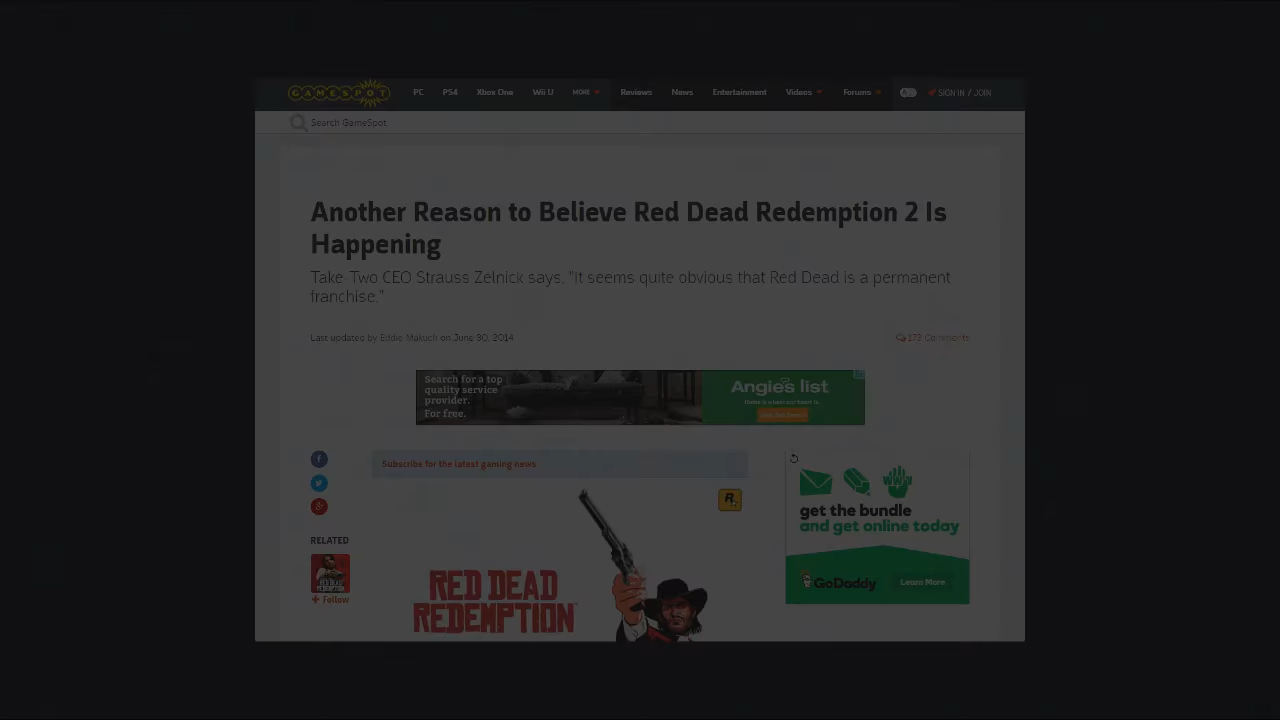 GAMESPOT
PC PS4 Xbox One Wii U MORE Reviews News Entertainment Videos Forums SIGN IN / JOIN
Search GameSpot
Another Reason to Believe Red Dead Redemption 2 Is
Happening
Take-Two CEO Strauss Zelnick says, "It seems quite obvious that Red Dead is a permanent
franchise."
Last updated by Eddie Makuch on June 30, 2014
173 Comments
Search for a top
quality service
provider.
For free.
Angie's list
Subscribe for the latest gaming news
f
g+
R
RELATED
RED DEAD
REDEMPTION
+ Follow
RED DEAD
REDEMPTION
WWW
get the bundle
and get online today
GoDaddy
Learn More